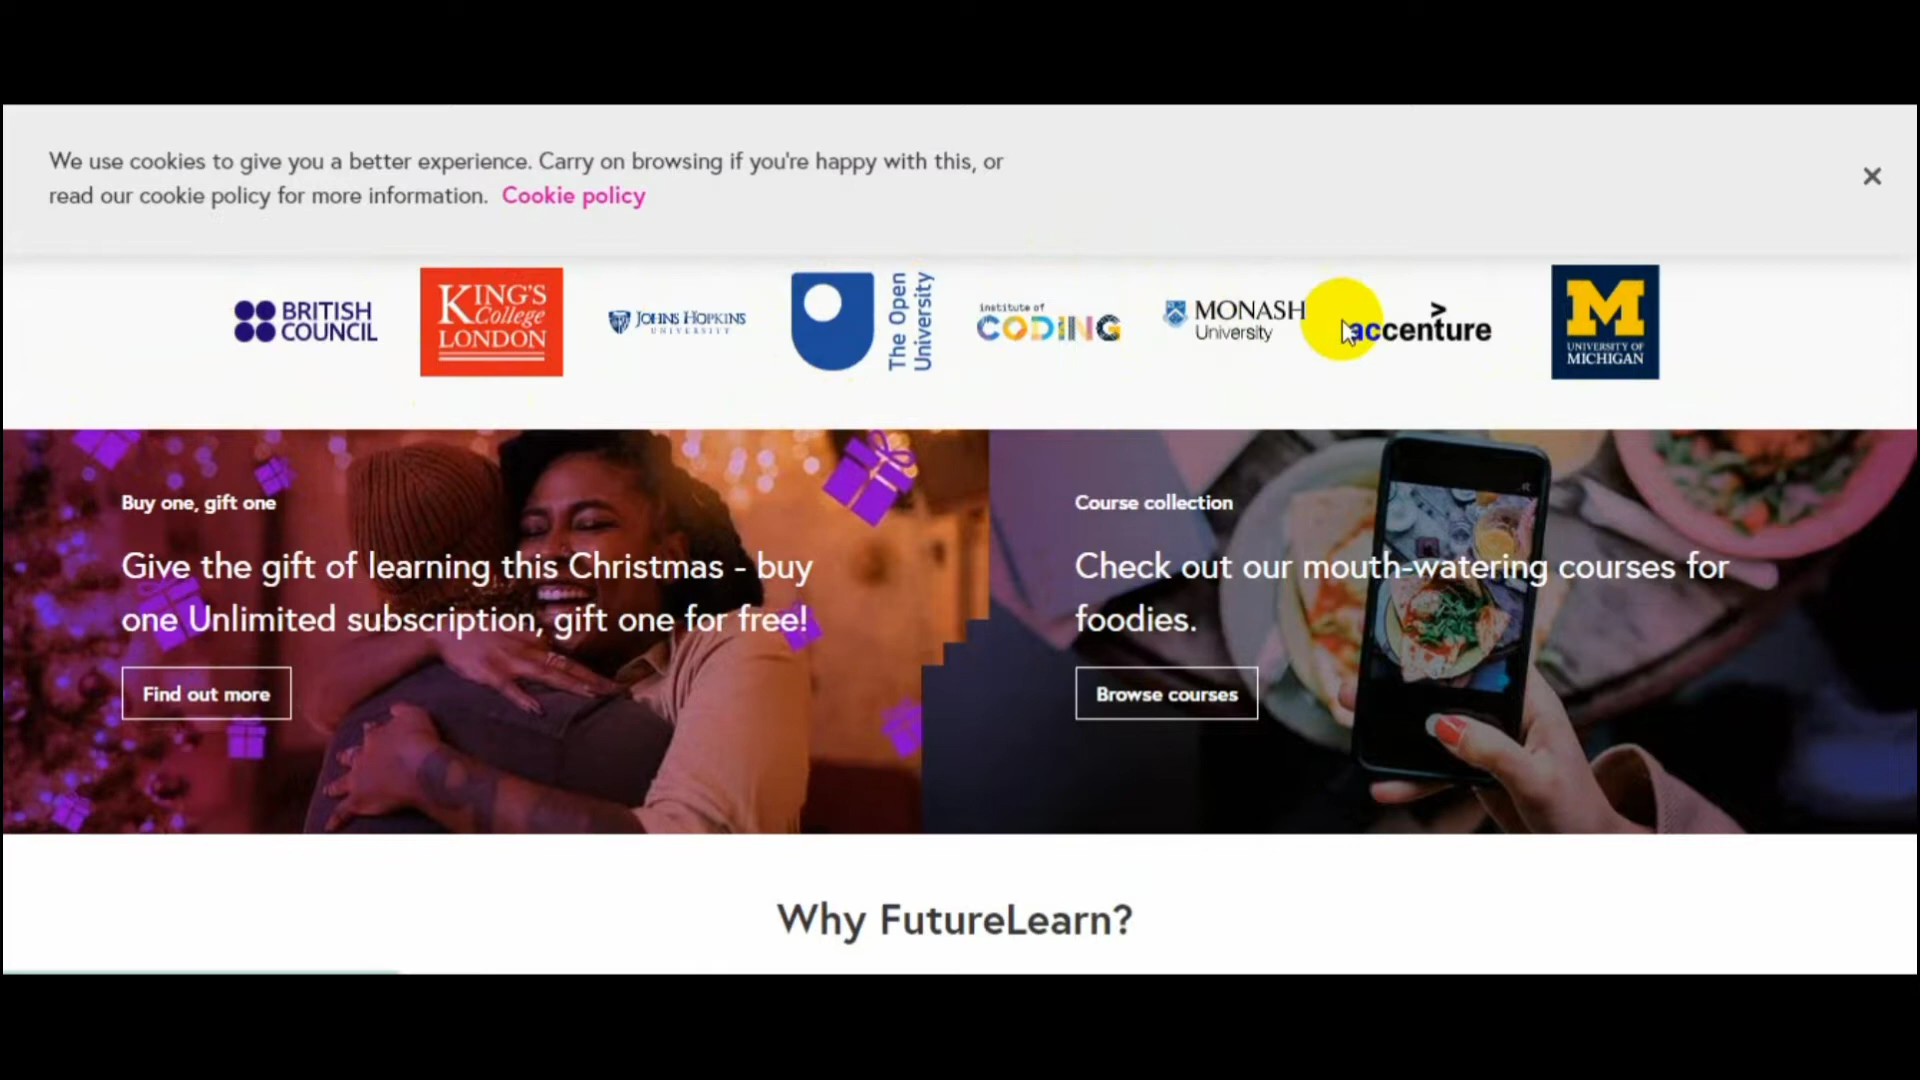 We use cookies to give you a better experience. Carry on browsing if you're happy with this, or
read our cookie policy for more information. Cookie policy
BRITISH
COUNCIL
KING'S
College
LONDON
JOHNS HOPKINS
UNIVERSITY
The Open
University
institute of
CODING
MONASH
University
accenture
M
UNIVERSITY OF
MICHIGAN
Buy one, gift one
Give the gift of learning this Christmas - buy
one Unlimited subscription, gift one for free!
Find out more
Course collection
Check out our mouth-watering courses for
foodies.
Browse courses
Why FutureLearn?